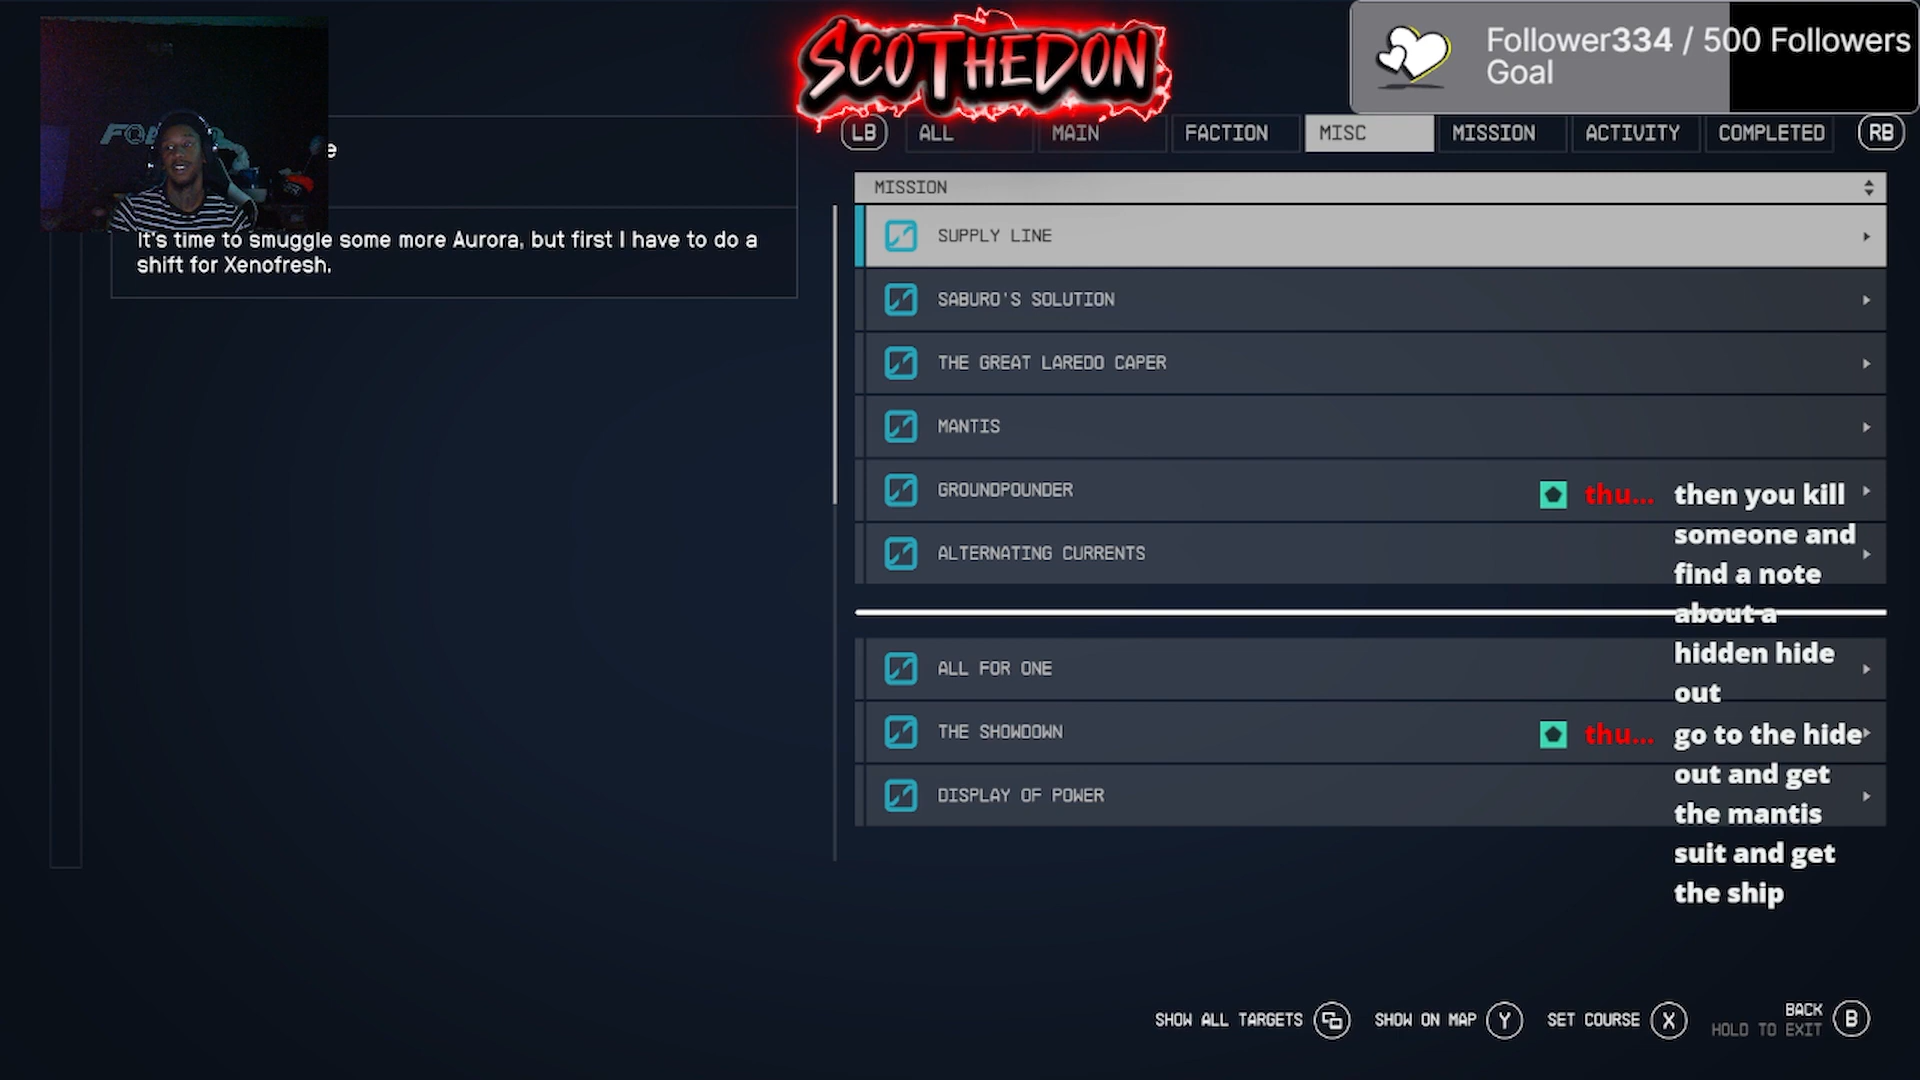 SCOTHEDON
Follower334 / 500 Followers
Goal
LB
ALL
MAIN
FACTION
MISC
MISSION
ACTIVITY
COMPLETED
RB
It's time to smuggle some more Aurora, but first I have to do a
shift for Xenofresh.
MISSION
SUPPLY LINE
SABURO'S SOLUTION
THE GREAT LAREDO CAPER
MANTIS
GROUNDPOUNDER
ALTERNATING CURRENTS
ALL FOR ONE
THE SHOWDOWN
DISPLAY OF POWER
thu... then you kill
someone and
find a note
about a
hidden hide
out
thu... go to the hide
out and get
the mantis
suit and get
the ship
SHOW ALL TARGETS
SHOW ON MAP Y
SET COURSE X
BACK B
HOLD TO EXIT